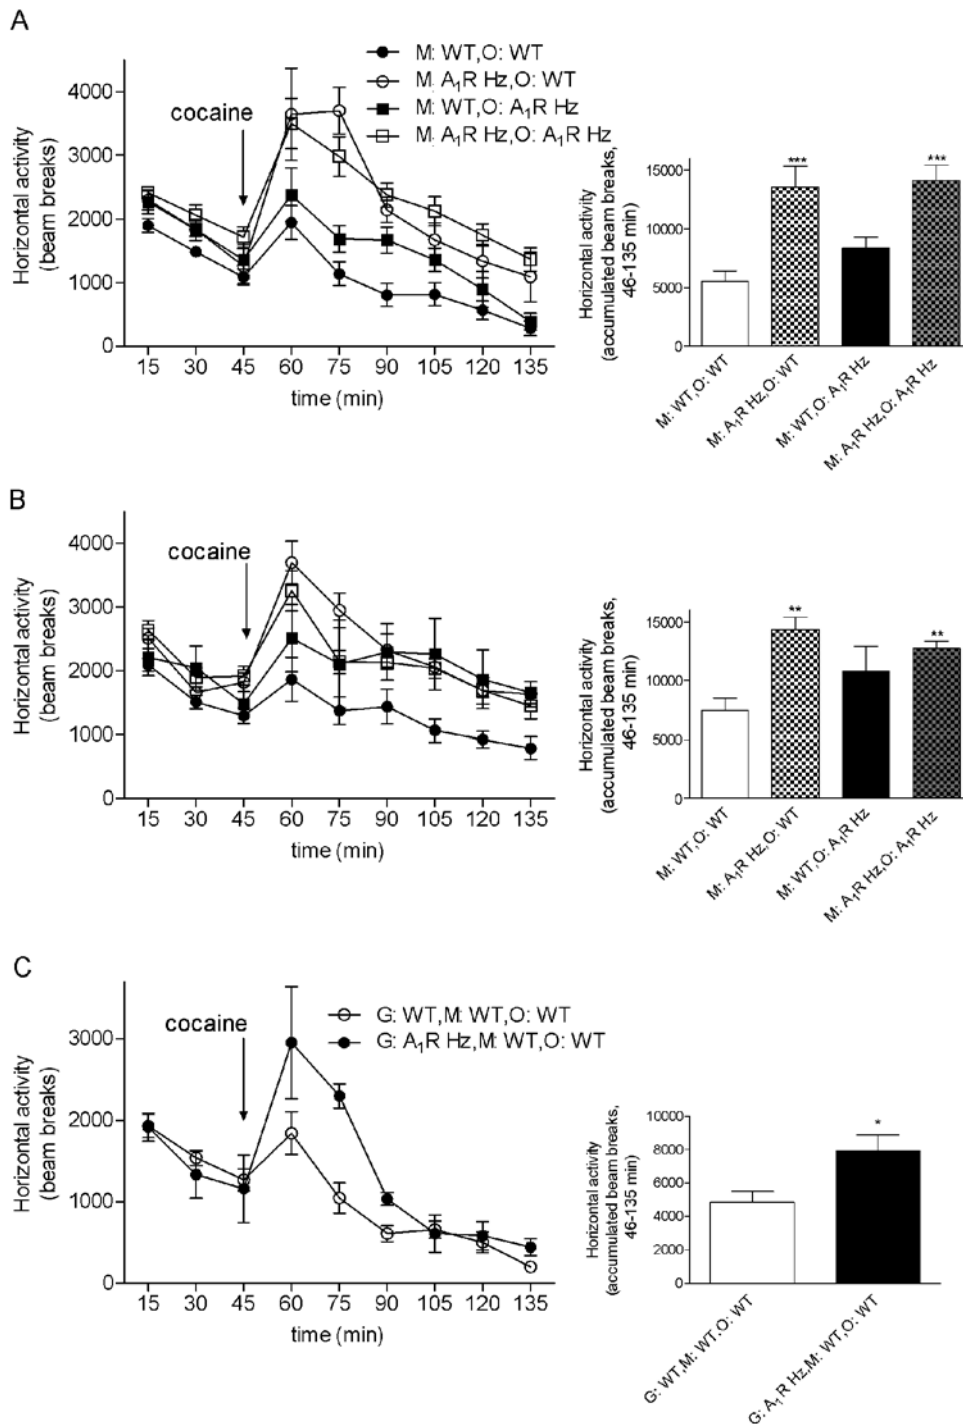 A
M: WT,O: WT
M: A₁R Hz,O: WT
M: WT,O: A₁R Hz
M: A₁R Hz,O: A₁R Hz
cocaine
Horizontal activity
(beam breaks)
4000
3000
2000
1000
0
15 30 45 60 75 90 105 120 135
time (min)
Horizontal activity
(accumulated beam breaks,
46-135 min)
15000
10000
5000
0
***
***
M: WT,O: WT
M: A₁R Hz,O: WT
M: WT,O: A₁R Hz
M: A₁R Hz,O: A₁R Hz
B
cocaine
Horizontal activity
(beam breaks)
4000
3000
2000
1000
0
15 30 45 60 75 90 105 120 135
time (min)
Horizontal activity
(accumulated beam breaks,
46-135 min)
15000
10000
5000
0
**
**
M: WT,O: WT
M: A₁R Hz,O: WT
M: WT,O: A₁R Hz
M: A₁R Hz,O: A₁R Hz
C
G: WT,M: WT,O: WT
G: A₁R Hz,M: WT,O: WT
cocaine
Horizontal activity
(beam breaks)
3000
2000
1000
0
15 30 45 60 75 90 105 120 135
time (min)
Horizontal activity
(accumulated beam breaks,
46-135 min)
10000
8000
6000
4000
2000
0
*
G: WT,M: WT,O: WT
G: A₁R Hz,M: WT,O: WT